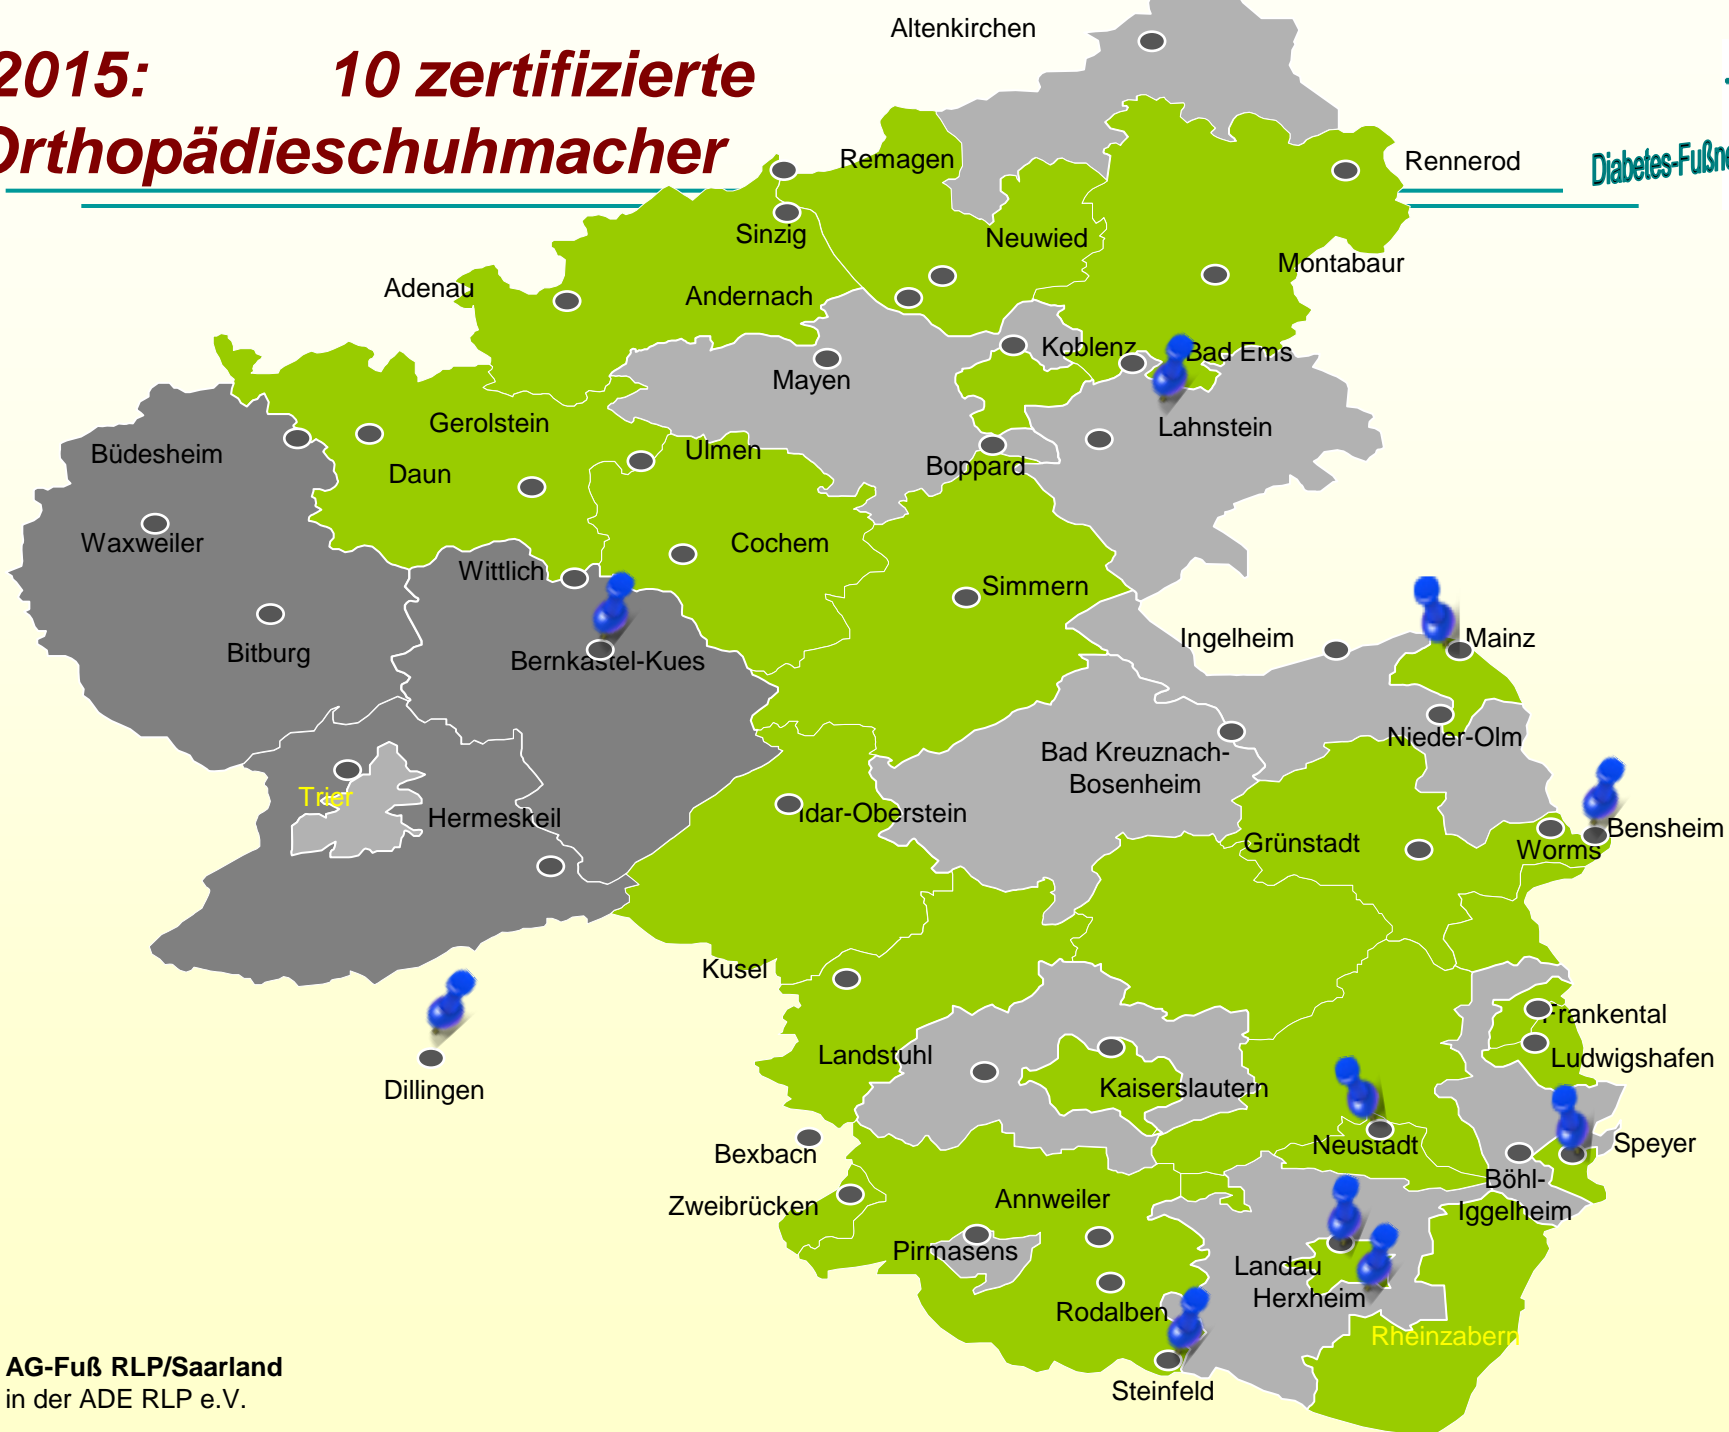 2015: 10 zertifizierte
Orthopädieschuhmacher
Altenkirchen
Remagen
Rennerod
Sinzig
Neuwied
Montabaur
Adenau
Andernach
Koblenz
Bad Ems
Mayen
Gerolstein
Lahnstein
Büdesheim
Ulmen
Daun
Boppard
Waxweiler
Cochem
Wittlich
Simmern
Ingelheim
Mainz
Bitburg
Bernkastel-Kues
Nieder-Olm
Bad Kreuznach-
Bosenheim
Trier
Hermeskeil
Idar-Oberstein
Bensheim
Grünstadt
Worms
Kusel
Frankental
Landstuhl
Ludwigshafen
Dillingen
Kaiserslautern
Bexbach
Neustadt
Speyer
Böhl-
Iggelheim
Zweibrücken
Annweiler
Pirmasens
Landau
Herxheim
Rodalben
Rheinzabern
Steinfeld
AG-Fuß RLP/Saarland
in der ADE RLP e.V.